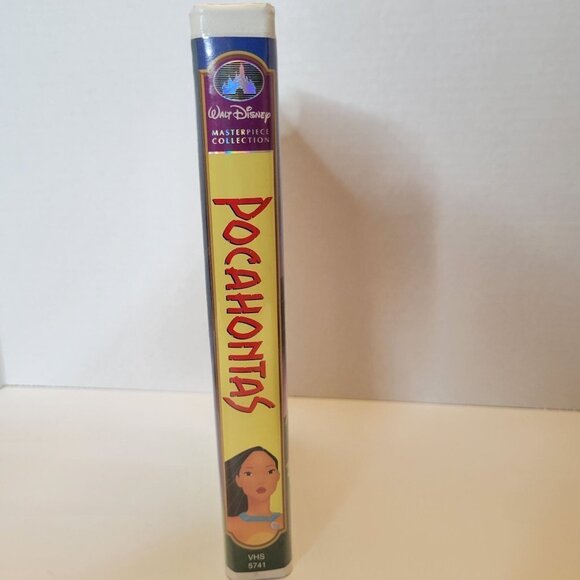 WALT DISNEY
MASTERPIECE
COLLECTION
POCAHONTAS
VHS
5741